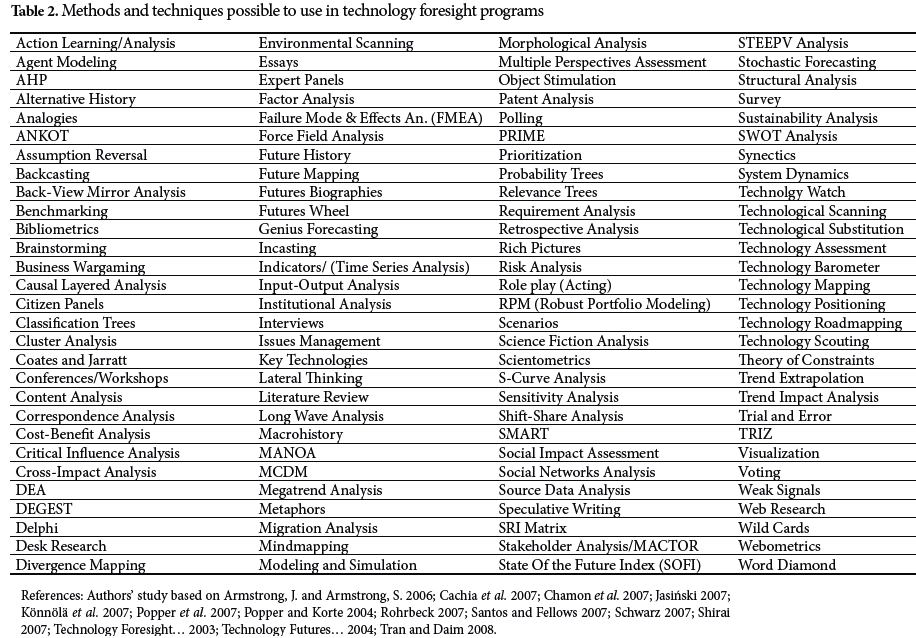 Table 2. Methods and techniques possible to use in technology foresight programs
Action Learning/Analysis Environmental Scanning Morphological Analysis STEEPV Analysis
Agent Modeling Essays Multiple Perspectives Assessment Stochastic Forecasting
AHP Expert Panels Object Stimulation Structural Analysis
Alternative History Factor Analysis Patent Analysis Survey
Analogies Failure Mode & Effects An. (FMEA) Polling Sustainability Analysis
ANKOT Force Field Analysis PRIME SWOT Analysis
Assumption Reversal Future History Prioritization Synectics
Backcasting Future Mapping Probability Trees System Dynamics
Back-View Mirror Analysis Futures Biographies Relevance Trees Technolgy Watch
Benchmarking Futures Wheel Requirement Analysis Technological Scanning
Bibliometrics Genius Forecasting Retrospective Analysis Technological Substitution
Brainstorming Incasting Rich Pictures Technology Assessment
Business Wargaming Indicators/ (Time Series Analysis) Risk Analysis Technology Barometer
Causal Layered Analysis Input-Output Analysis Role play (Acting) Technology Mapping
Citizen Panels Institutional Analysis RPM (Robust Portfolio Modeling) Technology Positioning
Classification Trees Interviews Scenarios Technology Roadmapping
Cluster Analysis Issues Management Science Fiction Analysis Technology Scouting
Coates and Jarratt Key Technologies Scientometrics Theory of Constraints
Conferences/Workshops Lateral Thinking S-Curve Analysis Trend Extrapolation
Content Analysis Literature Review Sensitivity Analysis Trend Impact Analysis
Correspondence Analysis Long Wave Analysis Shift-Share Analysis Trial and Error
Cost-Benefit Analysis Macrohistory SMART TRIZ
Critical Influence Analysis MANOA Social Impact Assessment Visualization
Cross-Impact Analysis MCDM Social Networks Analysis Voting
DEA Megatrend Analysis Source Data Analysis Weak Signals
DEGEST Metaphors Speculative Writing Web Research
Delphi Migration Analysis SRI Matrix Wild Cards
Desk Research Mindmapping Stakeholder Analysis/MACTOR Webometrics
Divergence Mapping Modeling and Simulation State Of the Future Index (SOFI) Word Diamond
References: Authors' study based on Armstrong, J. and Armstrong, S. 2006; Cachia et al. 2007; Chamon et al. 2007; Jasiński 2007;
Könnölä et al. 2007; Popper et al. 2007; Popper and Korte 2004; Rohrbeck 2007; Santos and Fellows 2007; Schwarz 2007; Shirai
2007; Technology Foresight… 2003; Technology Futures… 2004; Tran and Daim 2008.